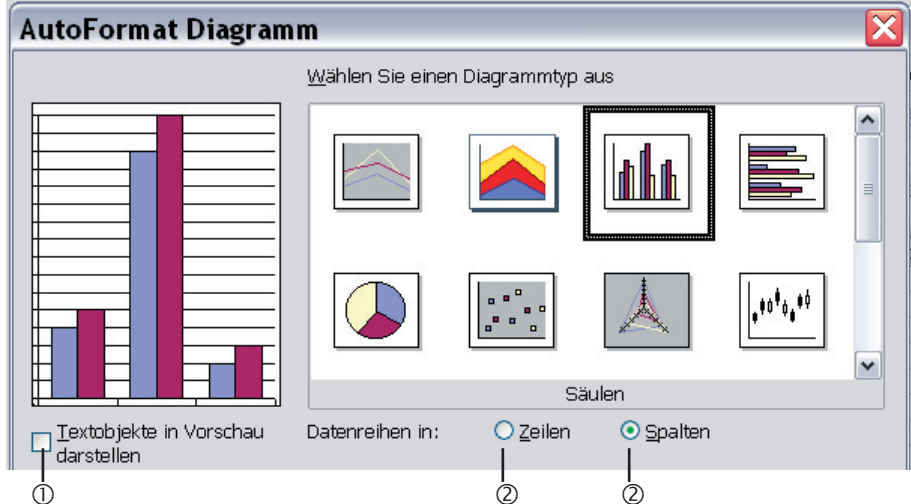 AutoFormat Diagramm
Wählen Sie einen Diagrammtyp aus
Säulen
Textobjekte in Vorschau
darstellen
Datenreihen in:
Zeilen
Spalten
①
②
②